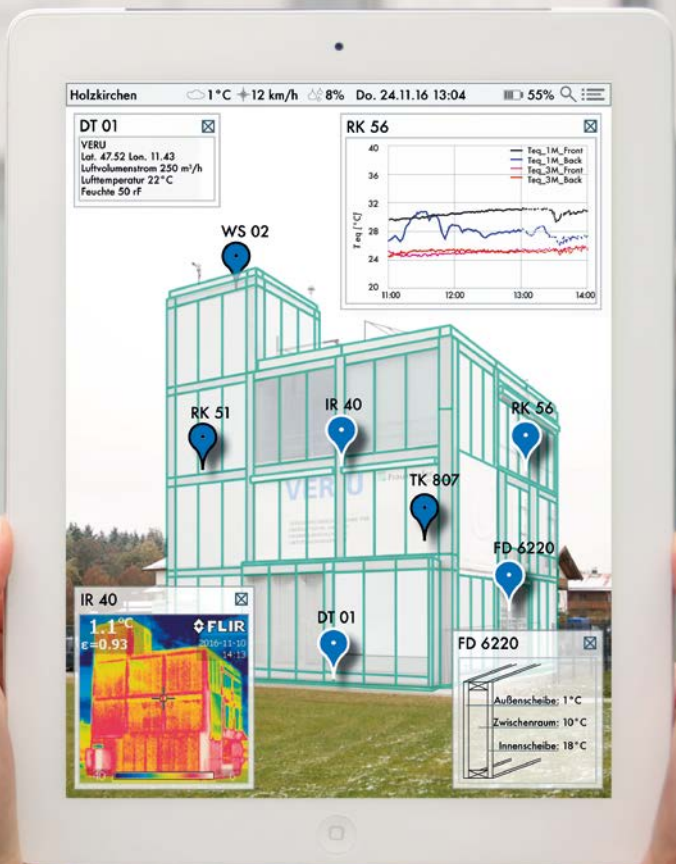 Holzkirchen 1°C 12 km/h 8% Do. 24.11.16 13:04 55%
DT 01
VERU
Lat. 47.52 Lon. 11.43
Luftvolumenstrom 250 m³/h
Lufttemperatur 22°C
Feuchte 50 rF
RK 56
Teq_1M_Front
Teq_1M_Back
Teq_3M_Front
Teq_3M_Back
T eq [°C]
40
36
32
28
24
20
11:00 12:00 13:00 14:00
WS 02
RK 51
IR 40
RK 56
TK 807
VERU
FD 6220
DT 01
IR 40
1.1°C
FLIR
ε=0.93
2016-11-10
14:13
FD 6220
Außenscheibe: 1°C
Zwischenraum: 10°C
Innenscheibe: 18°C